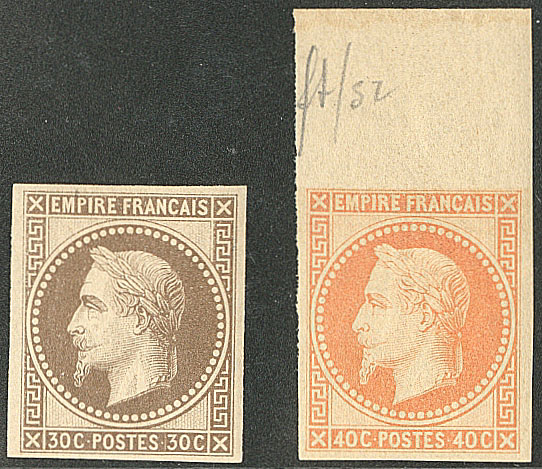 EMPIRE FRANCAIS
30C·POSTES·30C
EMPIRE FRANCAIS
40C·POSTES·40C